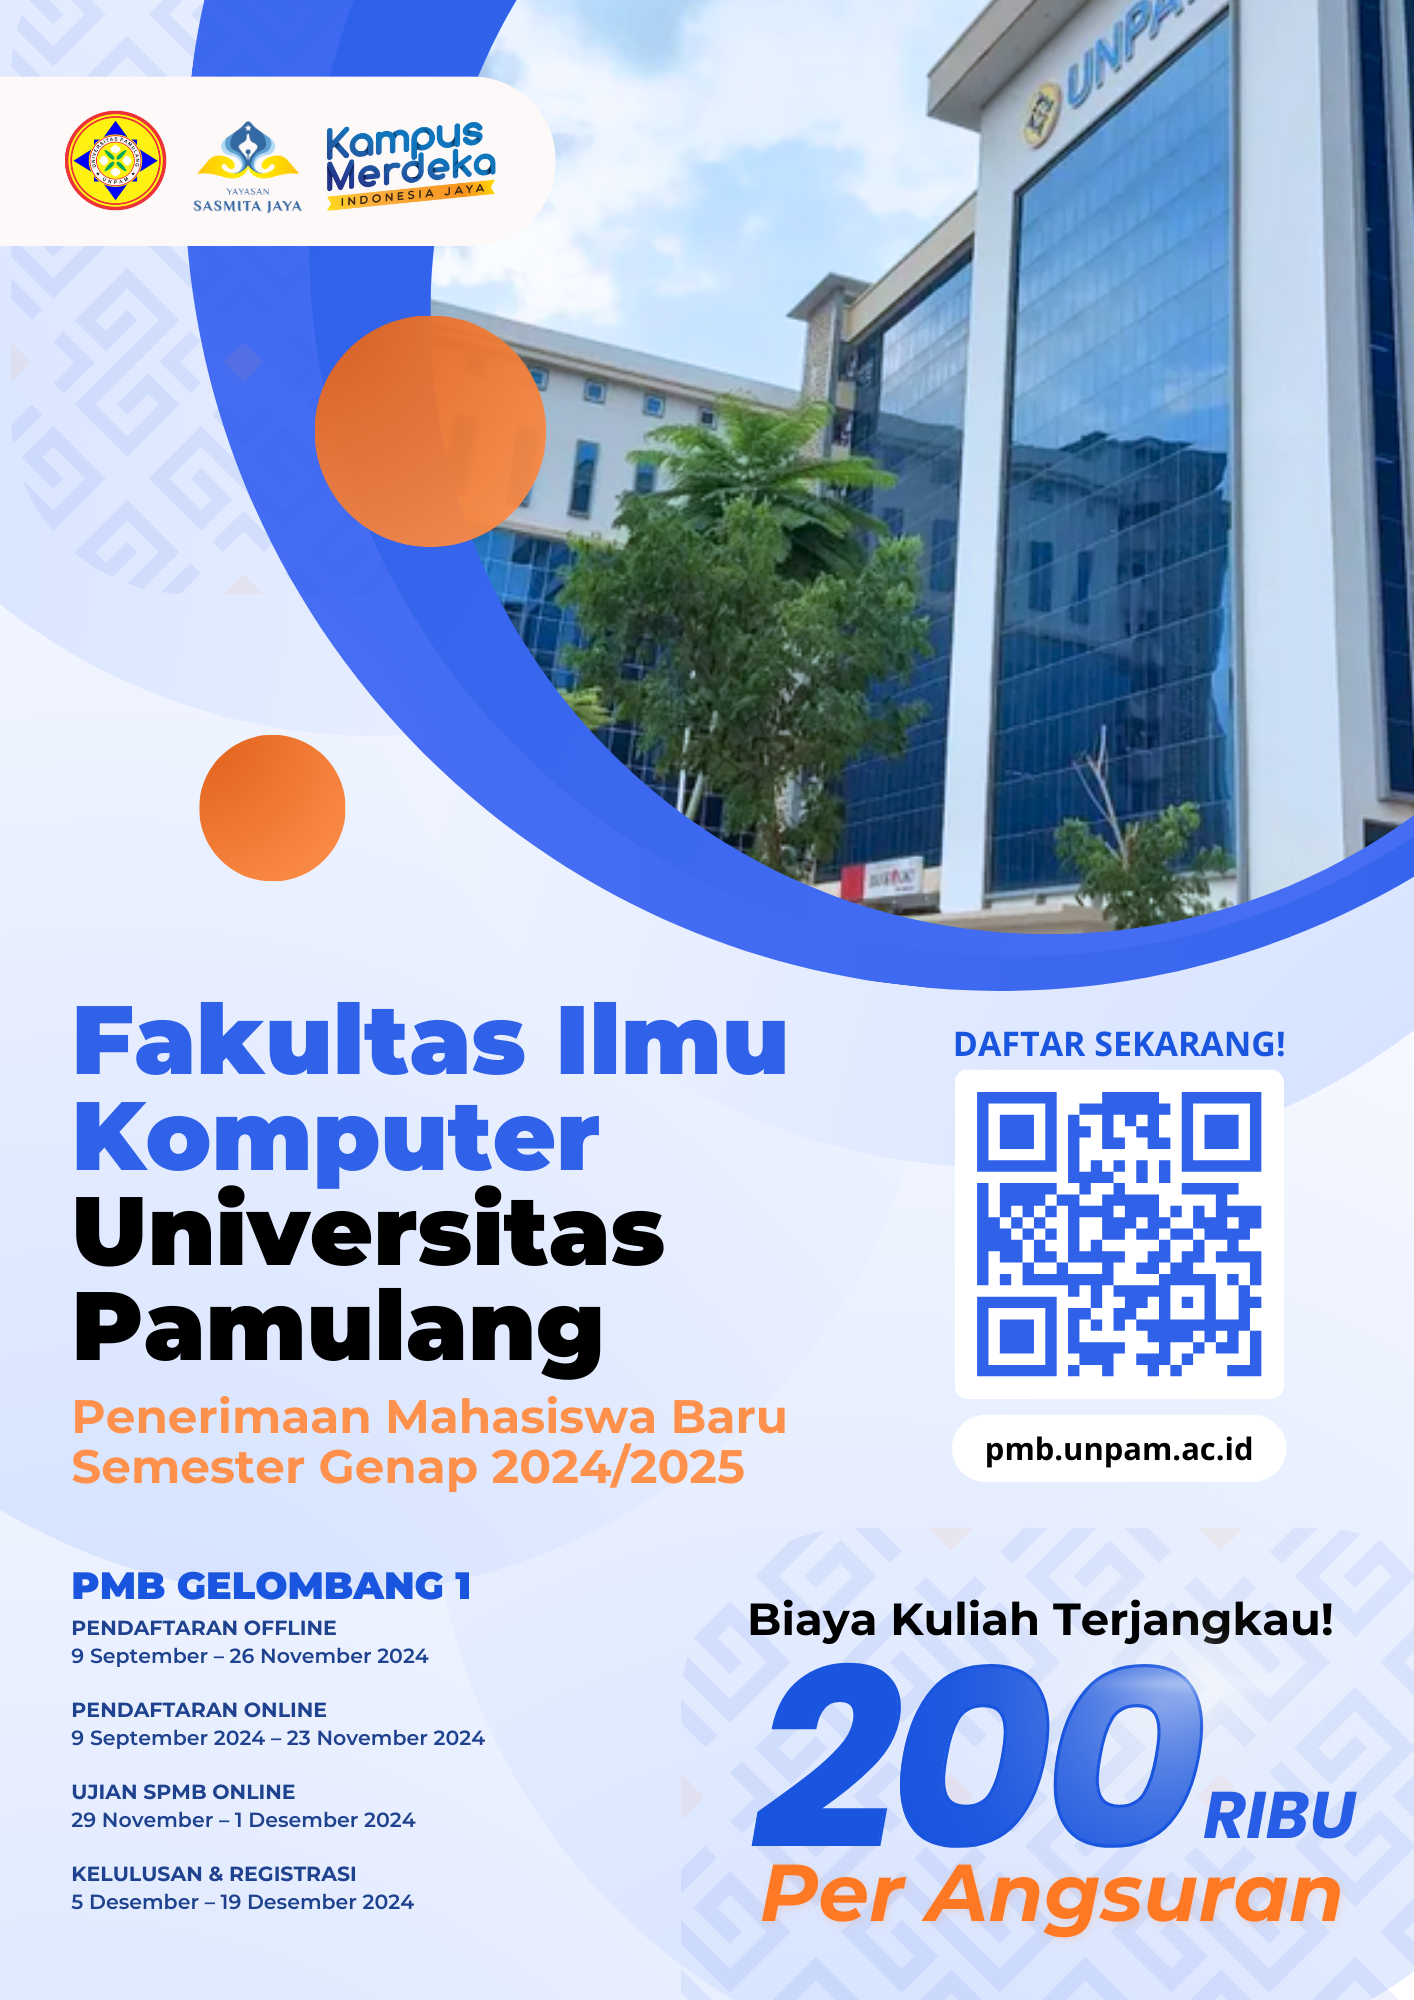 UNIVERSITAS PAMULANG
UNPAM
YAYASAN
SASMITA JAYA
Kampus
Merdeka
INDONESIA JAYA
UNPA
Fakultas Ilmu
Komputer
Universitas
Pamulang
Penerimaan Mahasiswa Baru
Semester Genap 2024/2025
DAFTAR SEKARANG!
pmb.unpam.ac.id
PMB GELOMBANG 1
PENDAFTARAN OFFLINE
9 September – 26 November 2024
PENDAFTARAN ONLINE
9 September 2024 – 23 November 2024
UJIAN SPMB ONLINE
29 November – 1 Desember 2024
KELULUSAN & REGISTRASI
5 Desember – 19 Desember 2024
Biaya Kuliah Terjangkau!
200 RIBU
Per Angsuran